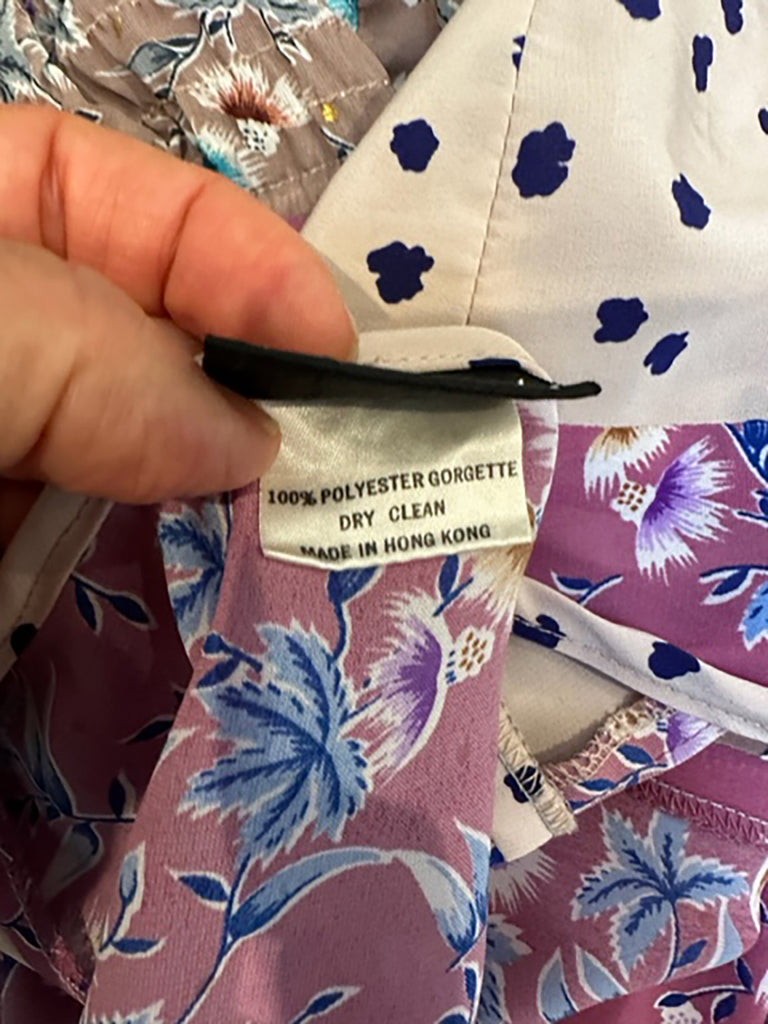 100% POLYESTER GORGETTE
DRY CLEAN
MADE IN HONG KONG